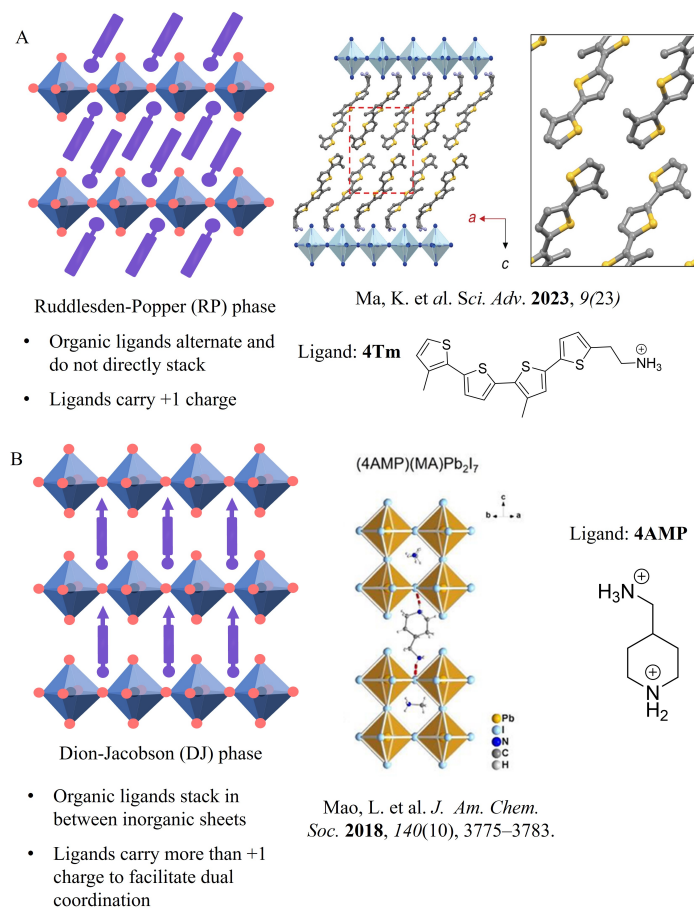 A
a
c
Ruddlesden-Popper (RP) phase
• Organic ligands alternate and
do not directly stack
• Ligands carry +1 charge
Ma, K. et al. Sci. Adv. 2023, 9(23)
Ligand: 4Tm
S
S
S
S
NH3
+
B
(4AMP)(MA)Pb2I7
c
b
a
Pb
I
N
C
H
Ligand: 4AMP
+
H3N
+
N
H2
Dion-Jacobson (DJ) phase
• Organic ligands stack in
between inorganic sheets
• Ligands carry more than +1
charge to facilitate dual
coordination
Mao, L. et al. J. Am. Chem.
Soc. 2018, 140(10), 3775–3783.